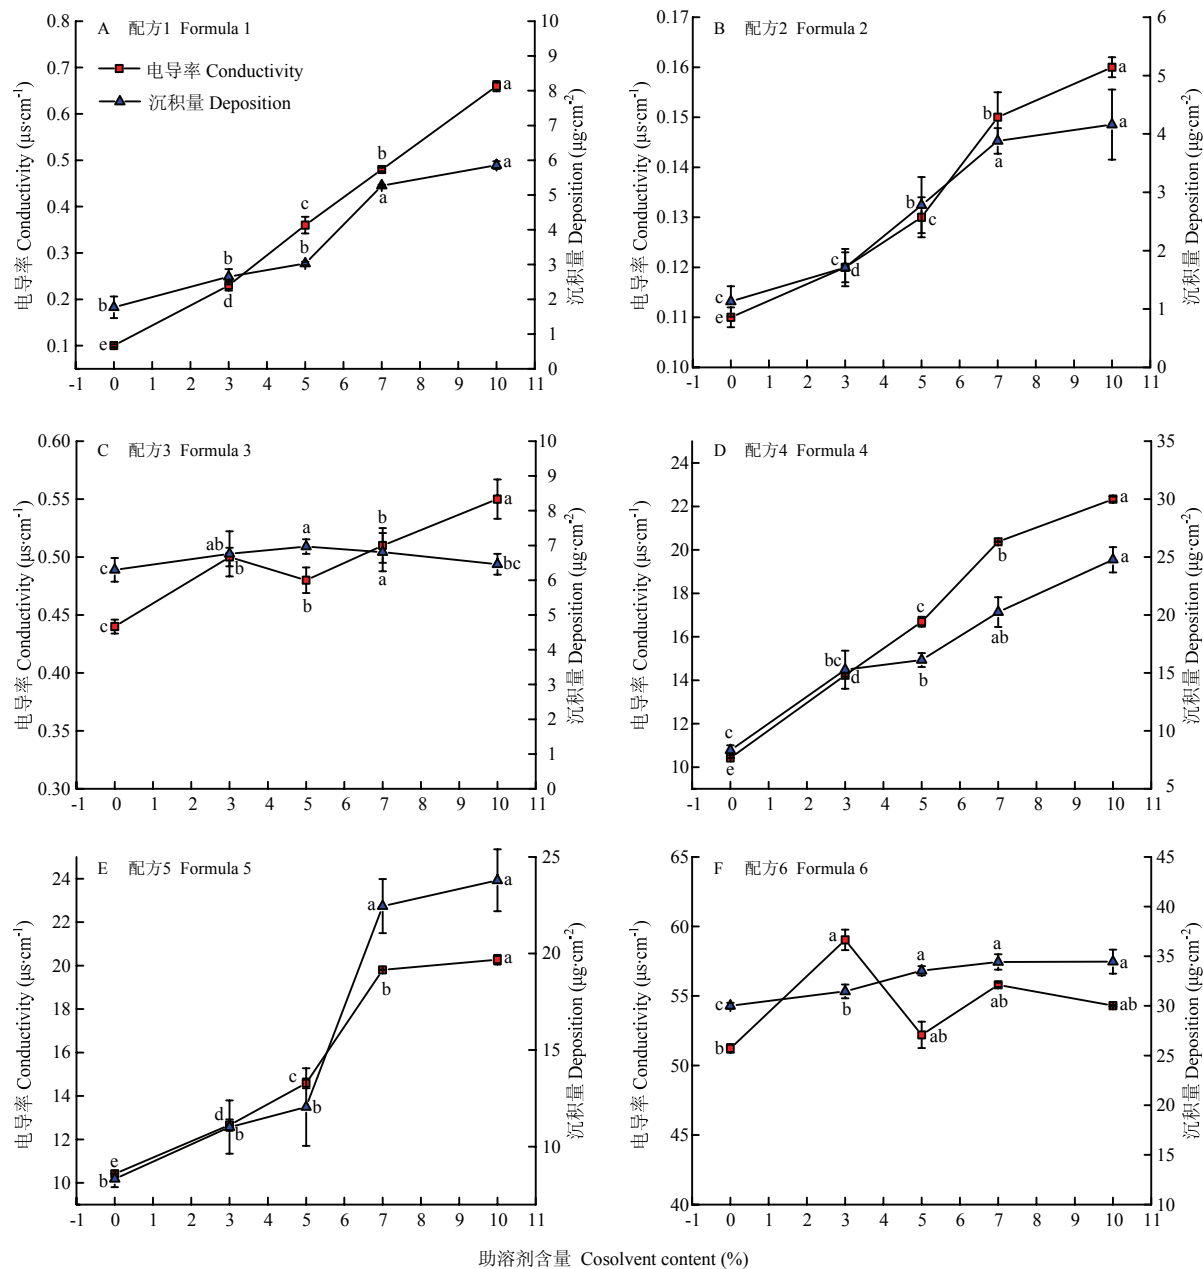 A 配方1 Formula 1
电导率 Conductivity
沉积量 Deposition
电导率 Conductivity (μs·cm⁻¹)
0.8
0.7
0.6
0.5
0.4
0.3
0.2
0.1
10
9
8
7
6
5
4
3
2
1
0
沉积量 Deposition (μg·cm⁻²)
b
e
b
d
c
b
b
a
a
a
-1 0 1 3 5 7 9 10 11
B 配方2 Formula 2
电导率 Conductivity (μs·cm⁻¹)
0.17
0.16
0.15
0.14
0.13
0.12
0.11
0.10
6
5
4
3
2
1
0
沉积量 Deposition (μg·cm⁻²)
c
e
c
d
b
c
b
a
a
a
-1 0 1 3 5 7 9 10 11
C 配方3 Formula 3
电导率 Conductivity (μs·cm⁻¹)
0.60
0.55
0.50
0.45
0.40
0.35
0.30
10
9
8
7
6
5
4
3
2
1
0
沉积量 Deposition (μg·cm⁻²)
c
c
ab
b
a
b
b
a
a
bc
-1 0 1 3 5 7 9 10 11
D 配方4 Formula 4
电导率 Conductivity (μs·cm⁻¹)
24
22
20
18
16
14
12
10
35
30
25
20
15
10
5
沉积量 Deposition (μg·cm⁻²)
c
e
bc
d
c
b
b
ab
a
a
-1 0 1 3 5 7 9 10 11
E 配方5 Formula 5
电导率 Conductivity (μs·cm⁻¹)
24
22
20
18
16
14
12
10
25
20
15
10
沉积量 Deposition (μg·cm⁻²)
e
b
d
b
c
b
a
b
a
a
-1 0 1 2 3 4 5 6 7 8 9 10 11
F 配方6 Formula 6
电导率 Conductivity (μs·cm⁻¹)
65
60
55
50
45
40
45
40
35
30
25
20
15
10
沉积量 Deposition (μg·cm⁻²)
c
b
a
b
a
ab
a
ab
a
ab
-1 0 1 2 3 4 5 6 7 8 9 10 11
助溶剂含量 Cosolvent content (%)